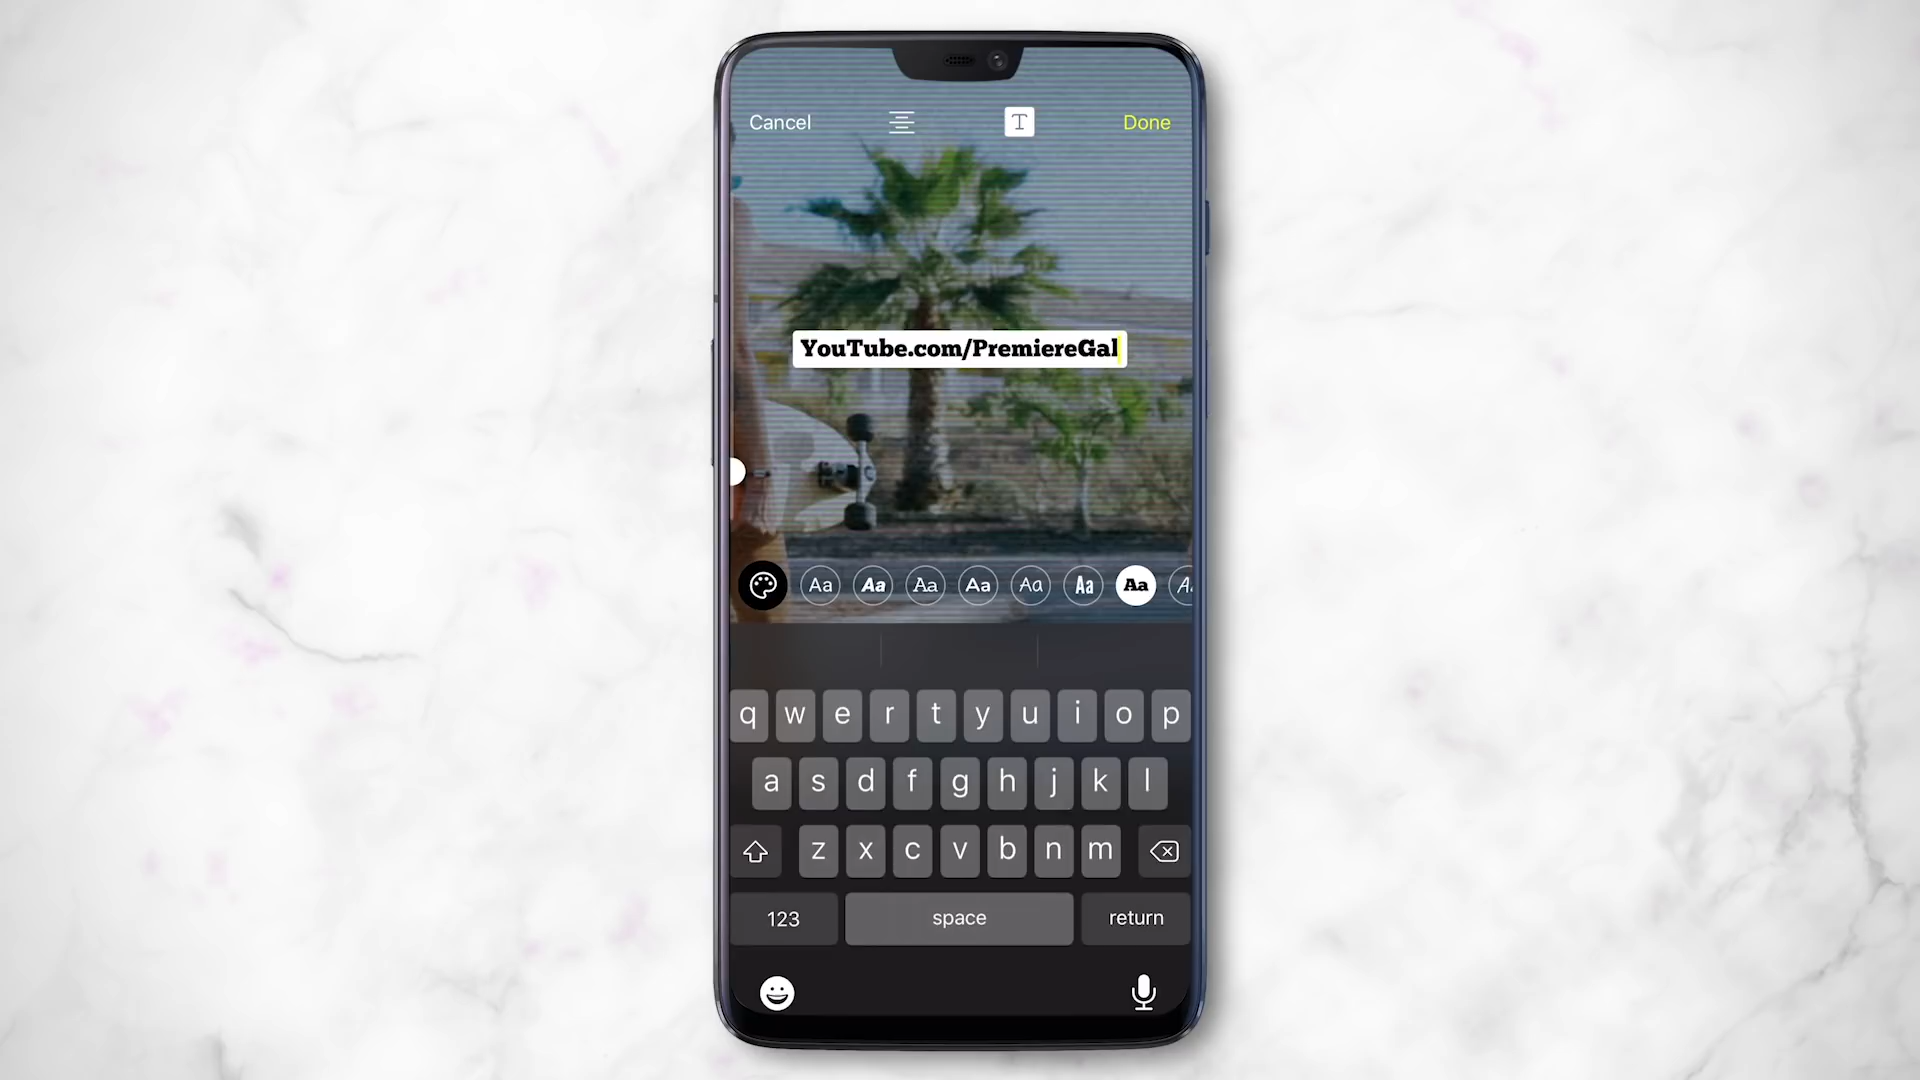 Cancel T Done
YouTube.com/PremiereGal
Aa Aa Aa Aa Aa Aa Aa
q w e r t y u i o p
a s d f g h j k l
z x c v b n m
123 space return